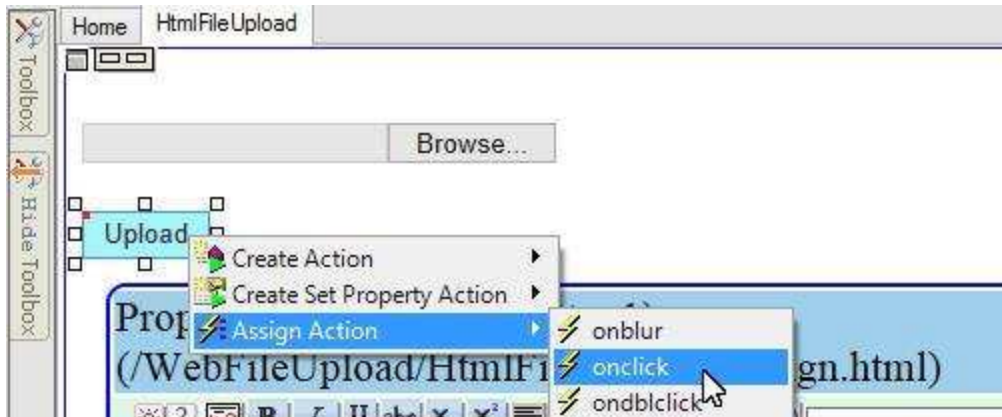 Home HtmlFileUpload
Toolbox
Hide Toolbox
Browse...
Upload
Create Action
Create Set Property Action
Prop
Assign Action
onblur
(/WebFileUpload/HtmlFi gn.html)
onclick
ondblclick